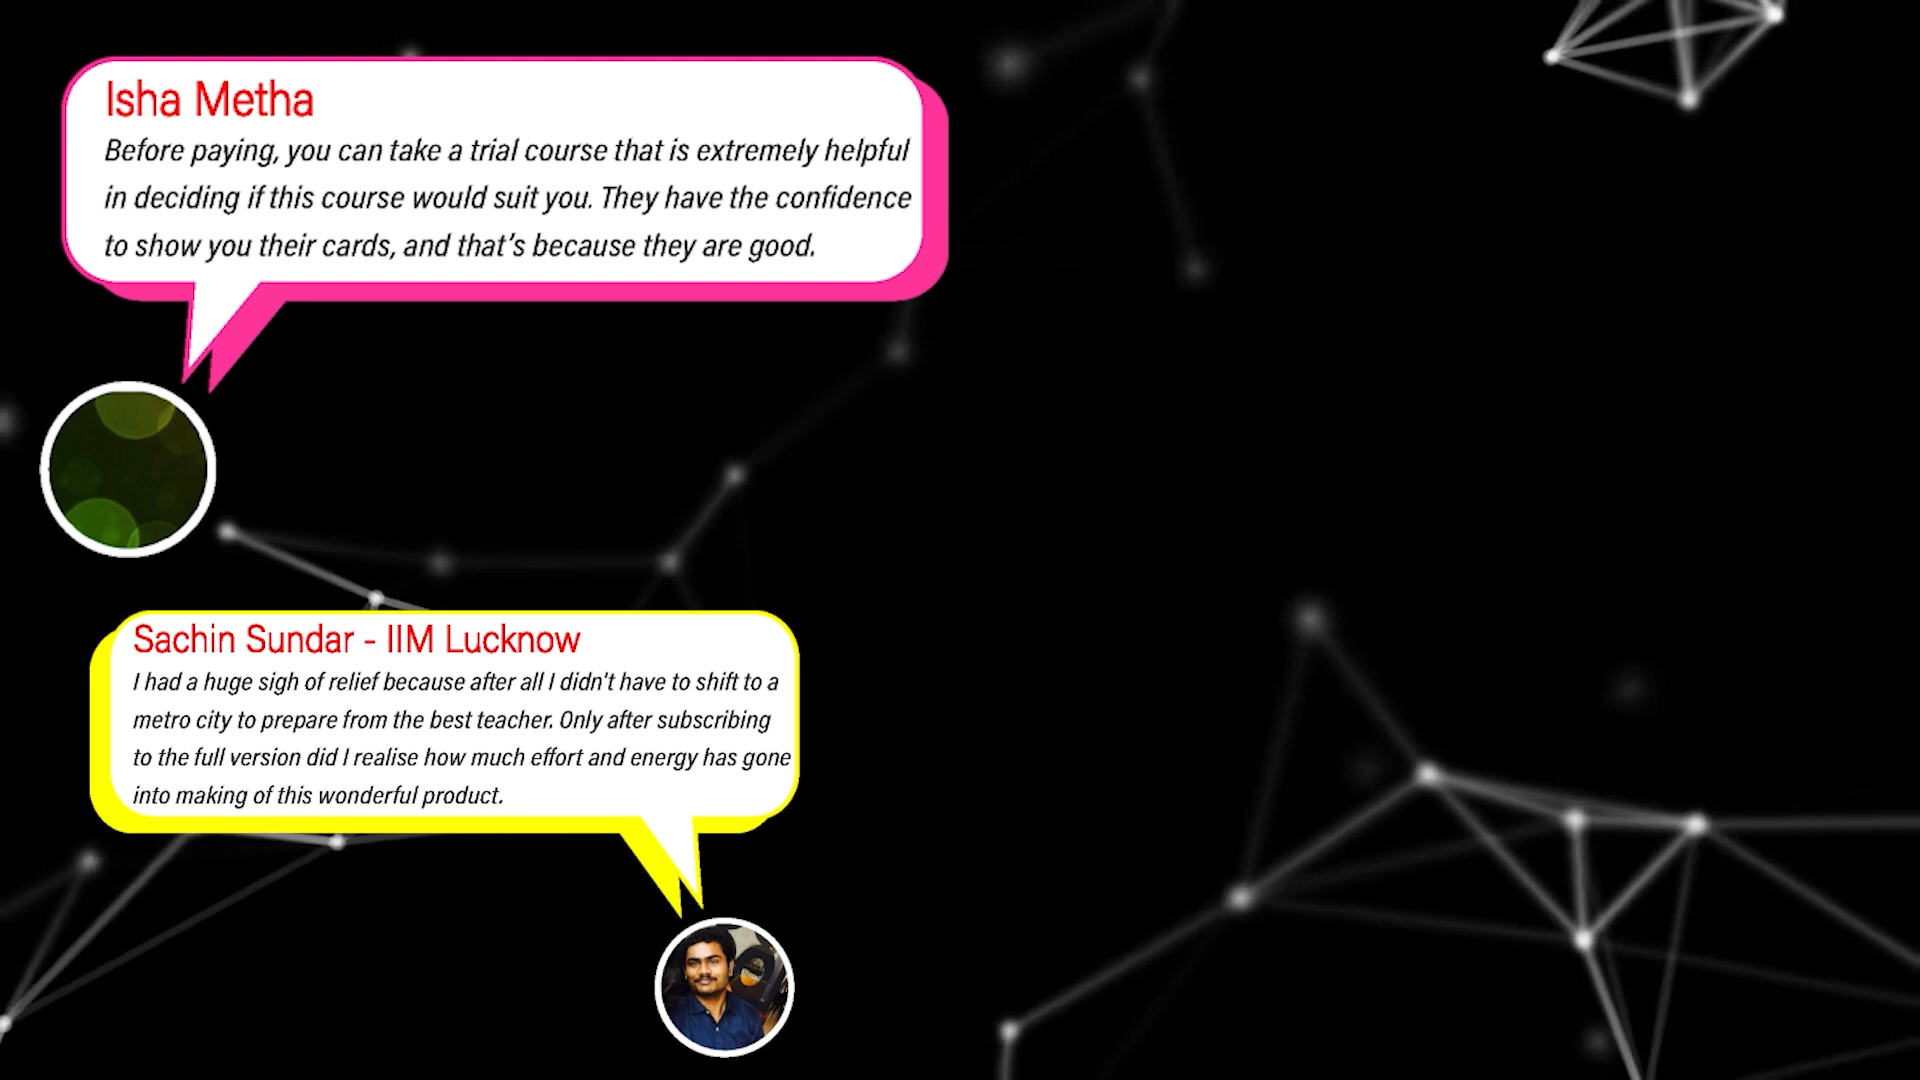 Isha Metha
Before paying, you can take a trial course that is extremely helpful
in deciding if this course would suit you. They have the confidence
to show you their cards, and that's because they are good.
Sachin Sundar - IIM Lucknow
I had a huge sigh of relief because after all I didn't have to shift to a
metro city to prepare from the best teacher. Only after subscribing
to the full version did I realise how much effort and energy has gone
into making of this wonderful product.